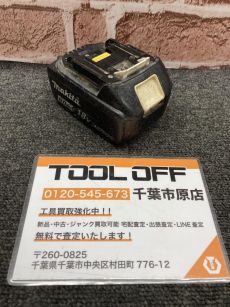 makita
18V
TOOL OFF
0120-545-673 千葉市原店
工具買取強化中！！
新品・中古・ジャンク買取可能 宅配査定・出張査定・LINE査定
無料で査定いたします！
〒260-0825
千葉県千葉市中央区村田町 776-12